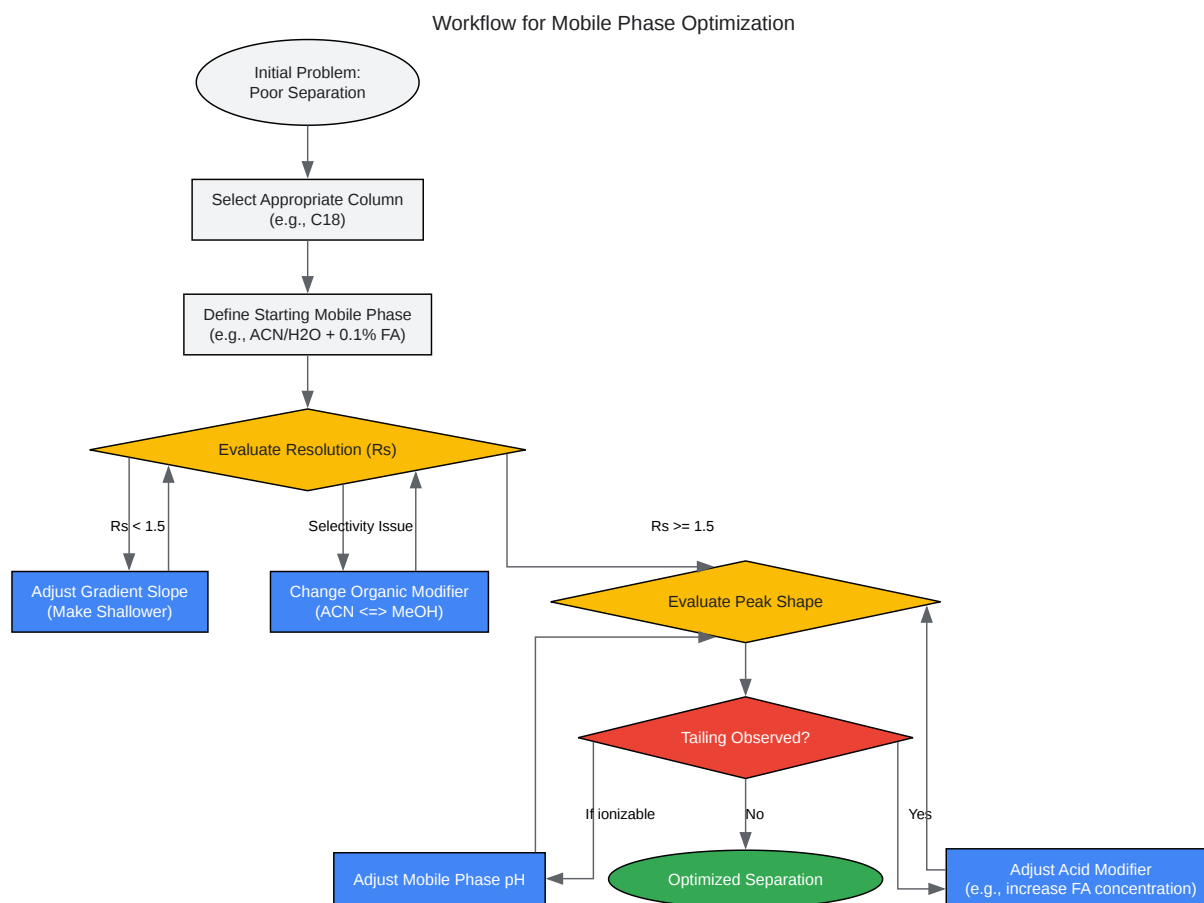 Workflow for Mobile Phase Optimization
Initial Problem:
Poor Separation
Select Appropriate Column
(e.g., C18)
Define Starting Mobile Phase
(e.g., ACN/H2O + 0.1% FA)
Evaluate Resolution (Rs)
Rs < 1.5
Selectivity Issue
Rs >= 1.5
Adjust Gradient Slope
(Make Shallower)
Change Organic Modifier
(ACN <=> MeOH)
Evaluate Peak Shape
Tailing Observed?
If ionizable
No
Yes
Adjust Mobile Phase pH
Optimized Separation
Adjust Acid Modifier
(e.g., increase FA concentration)